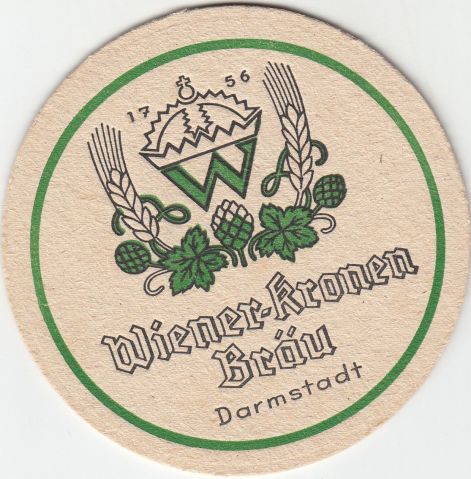 17 56
W
Wiener-Kronen
Bräu
Darmstadt